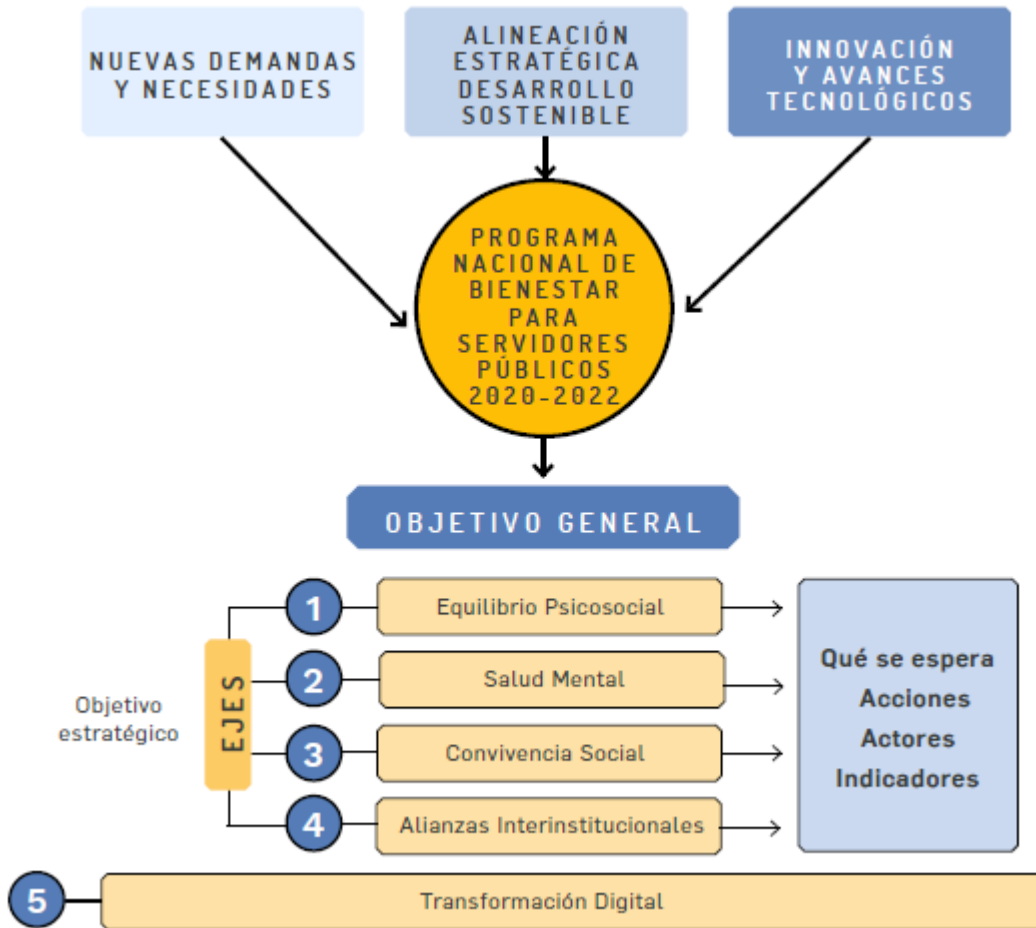 NUEVAS DEMANDAS
Y NECESIDADES
ALINEACIÓN
ESTRATÉGICA
DESARROLLO
SOSTENIBLE
INNOVACIÓN
Y AVANCES
TECNOLÓGICOS
PROGRAMA
NACIONAL DE
BIENESTAR
PARA
SERVIDORES
PÚBLICOS
2020-2022
OBJETIVO GENERAL
Objetivo
estratégico
EJES
1
Equilibrio Psicosocial
2
Salud Mental
3
Convivencia Social
4
Alianzas Interinstitucionales
Qué se espera
Acciones
Actores
Indicadores
5
Transformación Digital